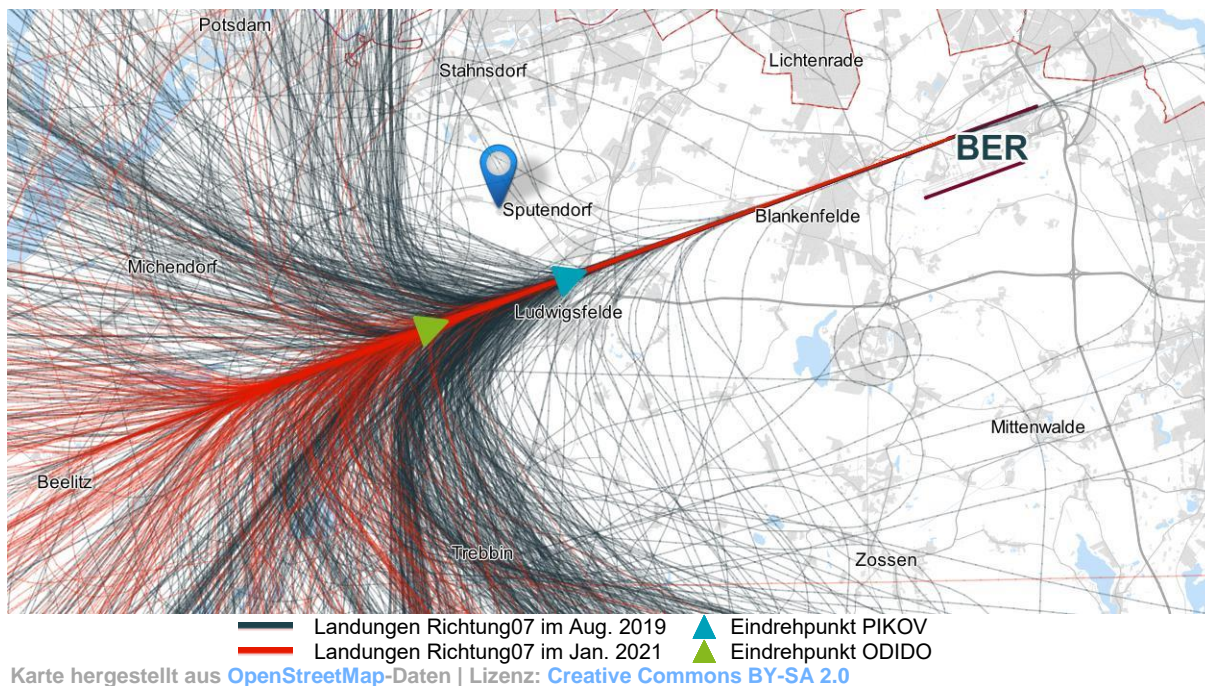 Potsdam
Lichtenrade
Stahnsdorf
BER
Sputendorf
Blankenfelde
Michendorf
Ludwigsfelde
Mittenwalde
Beelitz
Trebbin
Zossen
Landungen Richtung07 im Aug. 2019 Eindrehpunkt PIKOV
Landungen Richtung07 im Jan. 2021 Eindrehpunkt ODIDO
Karte hergestellt aus OpenStreetMap-Daten | Lizenz: Creative Commons BY-SA 2.0